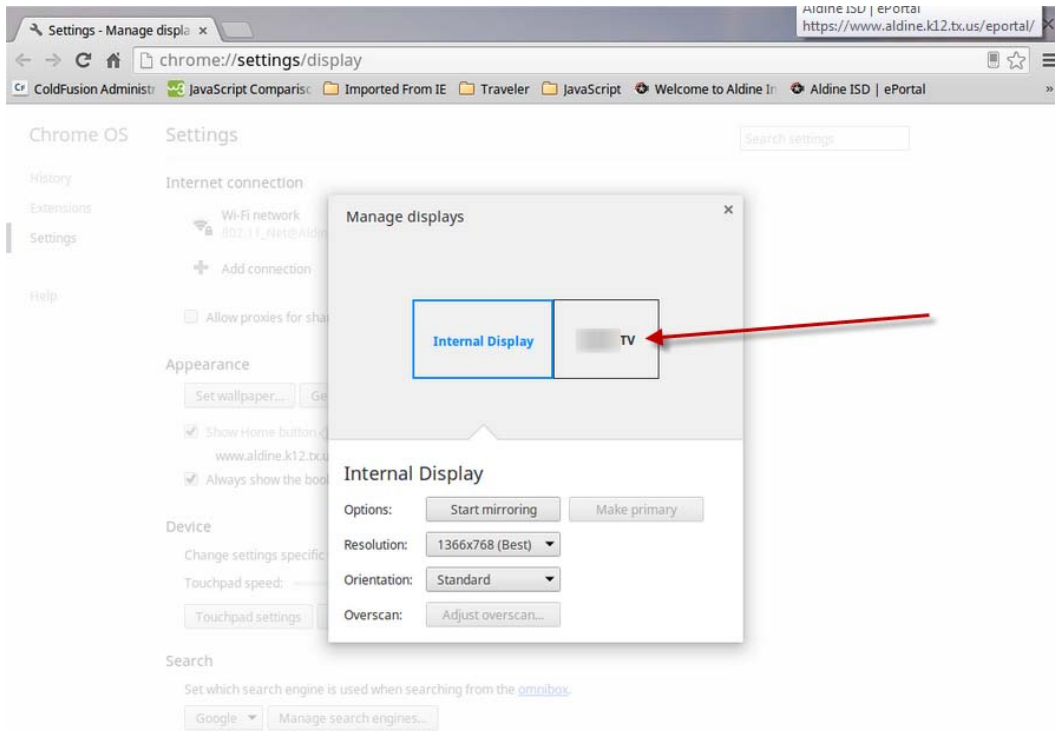 Aldine ISD | ePortal
https://www.aldine.k12.tx.us/eportal/
Settings - Manage displa
chrome://settings/display
CF ColdFusion Administr JavaScript Comparisc Imported From IE Traveler JavaScript Welcome to Aldine In Aldine ISD | ePortal »
Chrome OS
Settings
Search settings
History
Extensions
Settings
Help
Internet connection
Wi-Fi network
802.11_Net@Aldin
Add connection
Allow proxies for sha
Appearance
Set wallpaper... Ge
Show Home button
www.aldine.k12.tx.u
Always show the boo
Device
Change settings specific
Touchpad speed:
Touchpad settings
Search
Set which search engine is used when searching from the omnibox.
Google Manage search engines...
Manage displays
Internal Display
TV
Internal Display
Options: Start mirroring Make primary
Resolution: 1366x768 (Best)
Orientation: Standard
Overscan: Adjust overscan...